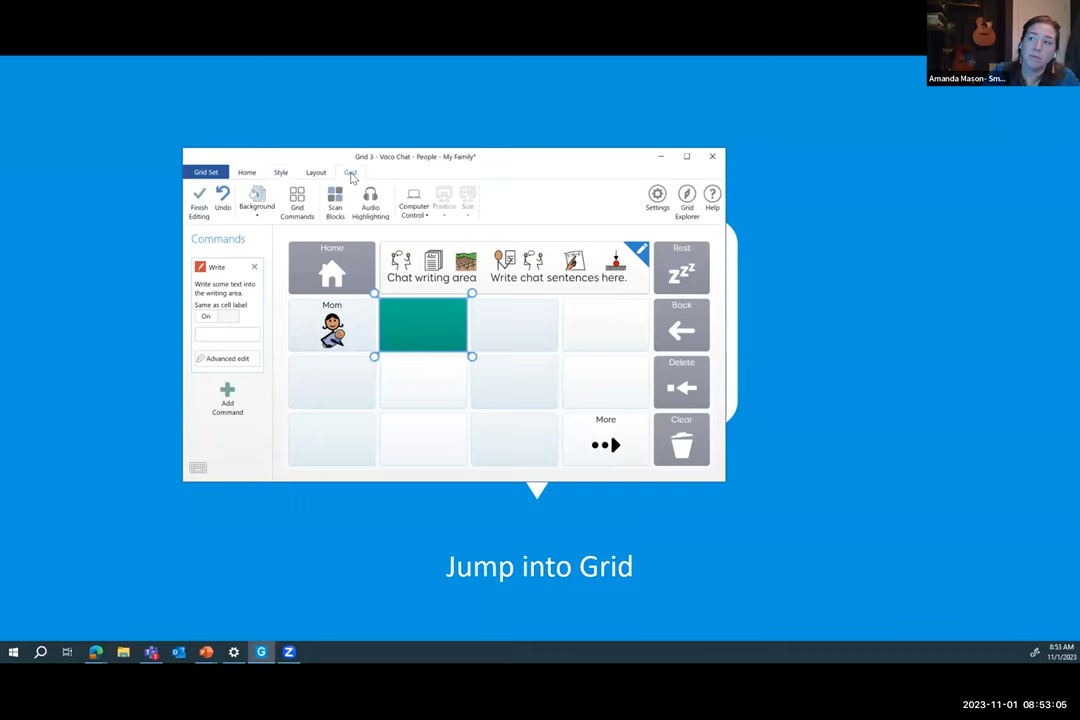 Amanda Mason- Sm...
Grid 3 - Voco Chat - People - My Family*
Grid Set
Home
Style
Layout
Grid
Finish Editing
Undo
Background
Grid Commands
Scan Blocks
Audio Highlighting
Computer Control
Position
Size
Settings
Grid Explorer
Help
Commands
Write
Write some text into
the writing area.
Same as cell label
On
Advanced edit
Add
Command
Home
Abc
Chat writing area
Write chat sentences here.
Rest
zzz
Mom
Back
Delete
More
Clear
Jump into Grid
8:53 AM
11/1/2023
2023-11-01 08:53:05